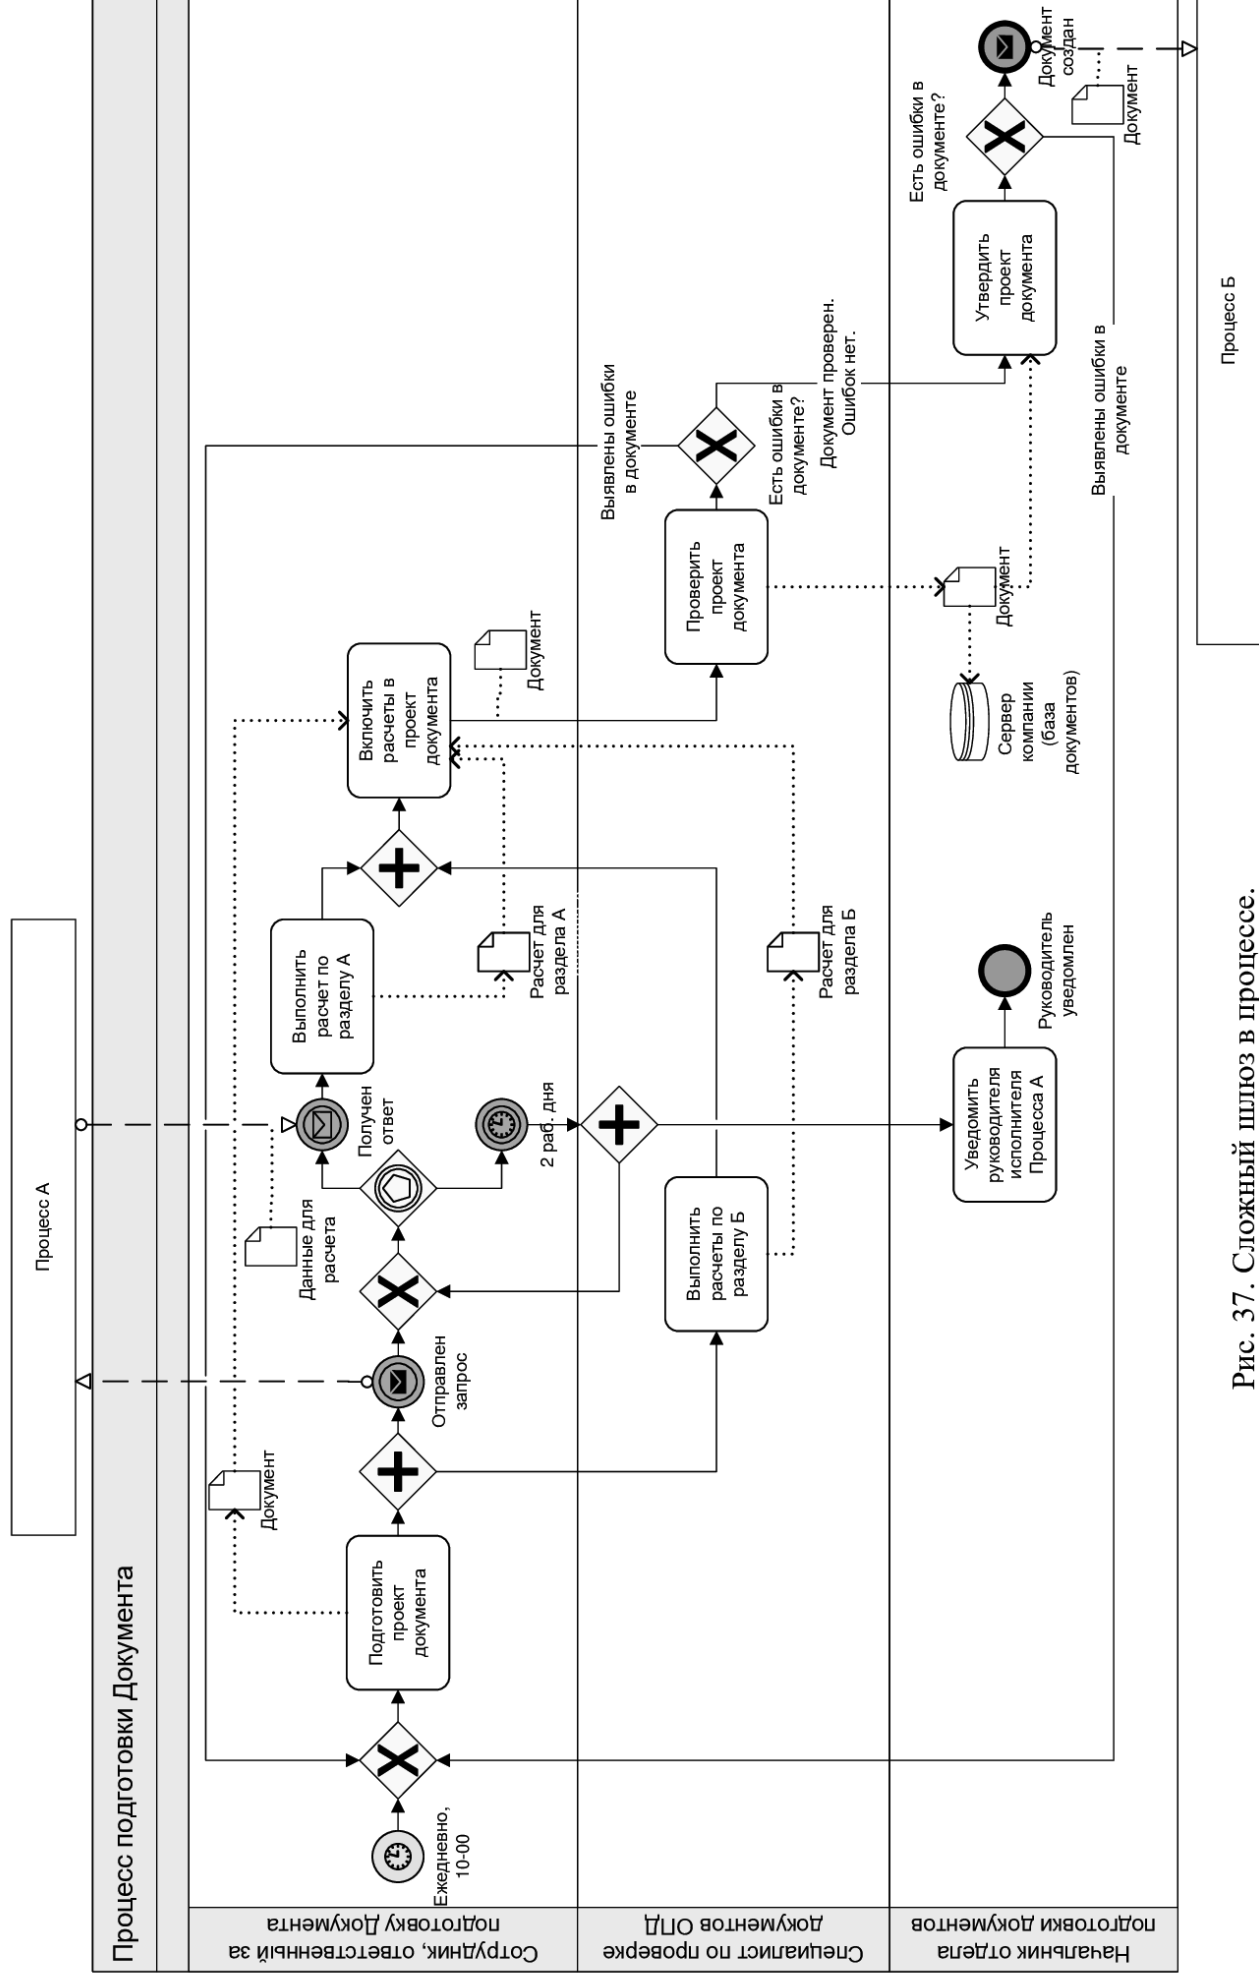 Процесс А
Процесс подготовки Документа
Сотрудник, ответственный за
подготовку Документа
Ежедневно,
10-00
Подготовить
проект
документа
Документ
Отправлен
запрос
Данные для
расчета
Получен
ответ
2 раб. дня
Выполнить
расчет по
разделу А
Расчет для
раздела А
Включить
расчеты в
проект
документа
Документ
Специалист по проверке
документов ОПД
Выполнить
расчеты по
разделу Б
Расчет для
раздела Б
Проверить
проект
документа
Выявлены ошибки
в документе
Есть ошибки в
документе?
Документ проверен.
Ошибок нет.
Начальник отдела
подготовки документов
Уведомить
руководителя
исполнителя
Процесса А
Руководитель
уведомлен
Сервер
компании
(база
документов)
Документ
Утвердить
проект
документа
Есть ошибки в
документе?
Выявлены ошибки в
документе
Документ
создан
Документ
Процесс Б
Рис. 37. Сложный шлюз в процессе.